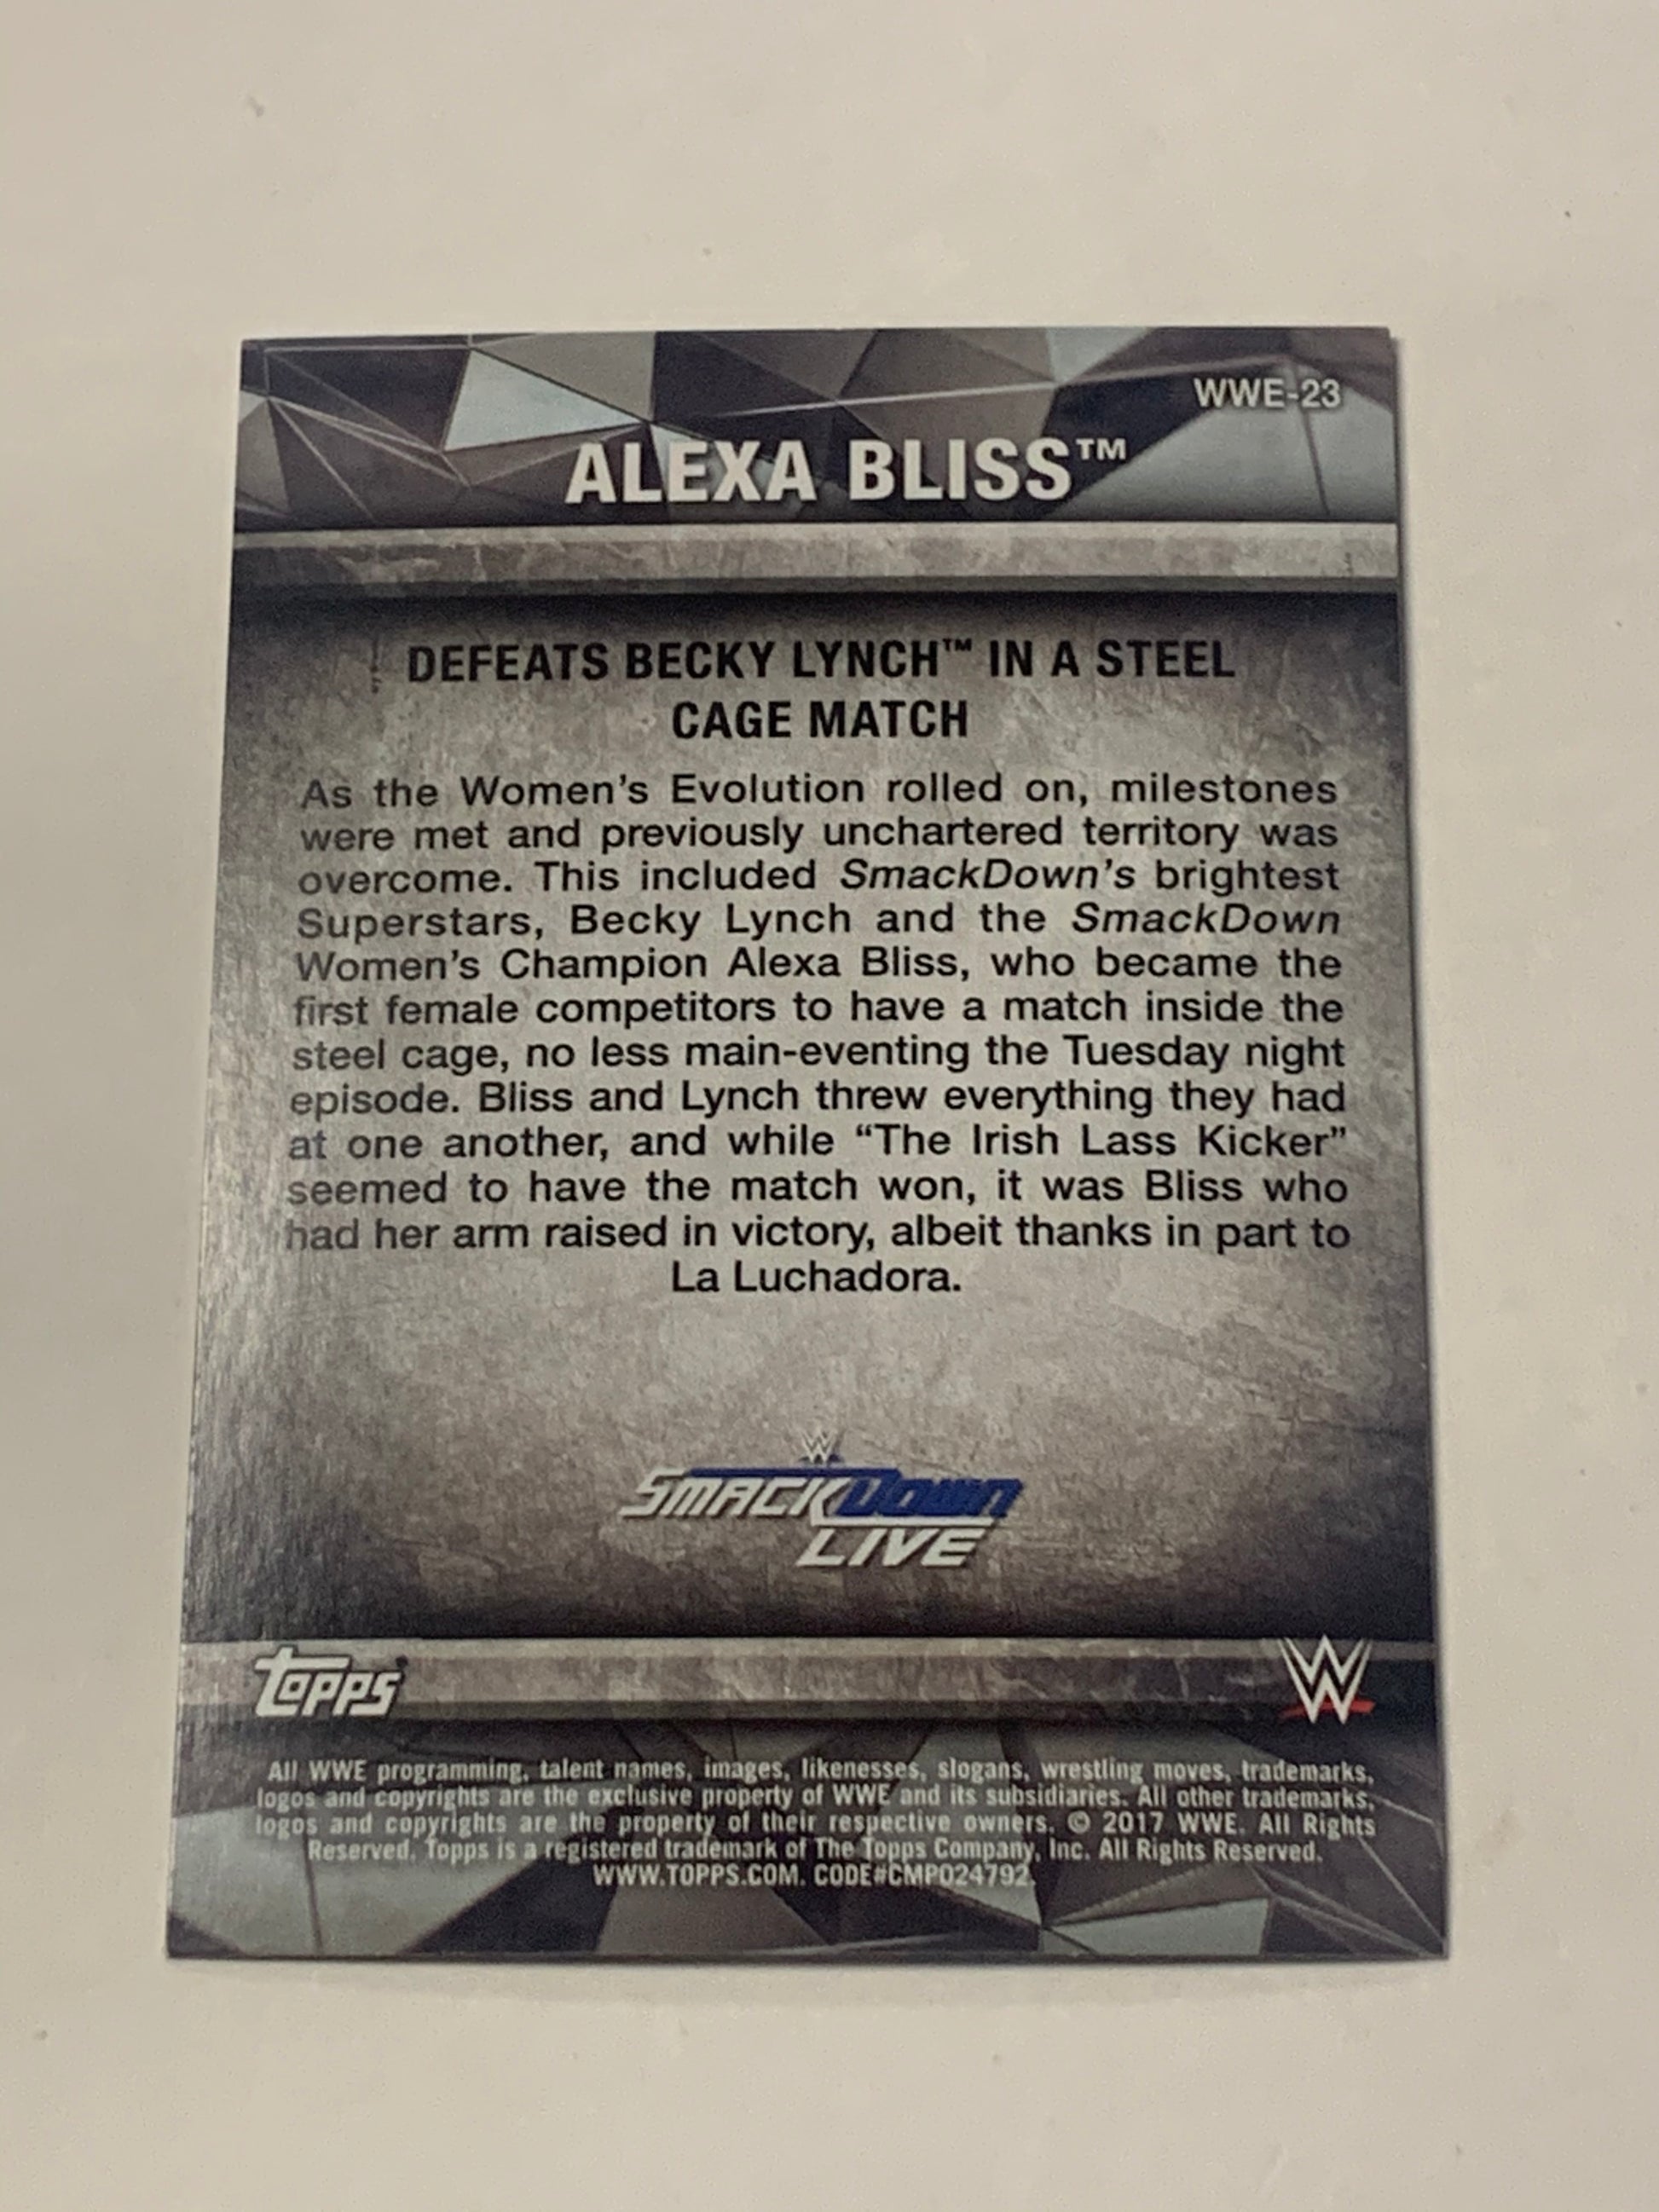 WWE-23
ALEXA BLISS™
DEFEATS BECKY LYNCH™ IN A STEEL
CAGE MATCH
As the Women's Evolution rolled on, milestones
were met and previously unchartered territory was
overcome. This included SmackDown's brightest
Superstars, Becky Lynch and the SmackDown
Women's Champion Alexa Bliss, who became the
first female competitors to have a match inside the
steel cage, no less main-eventing the Tuesday night
episode. Bliss and Lynch threw everything they had
at one another, and while “The Irish Lass Kicker”
seemed to have the match won, it was Bliss who
had her arm raised in victory, albeit thanks in part to
La Luchadora.
W
SMACKDOWN
LIVE
Topps®
W
All WWE programming, talent names, images, likenesses, slogans, wrestling moves, trademarks,
logos and copyrights are the exclusive property of WWE and its subsidiaries. All other trademarks,
logos and copyrights are the property of their respective owners. © 2017 WWE. All Rights
Reserved. Topps is a registered trademark of The Topps Company, Inc. All Rights Reserved.
WWW.TOPPS.COM. CODE#CMP024792.